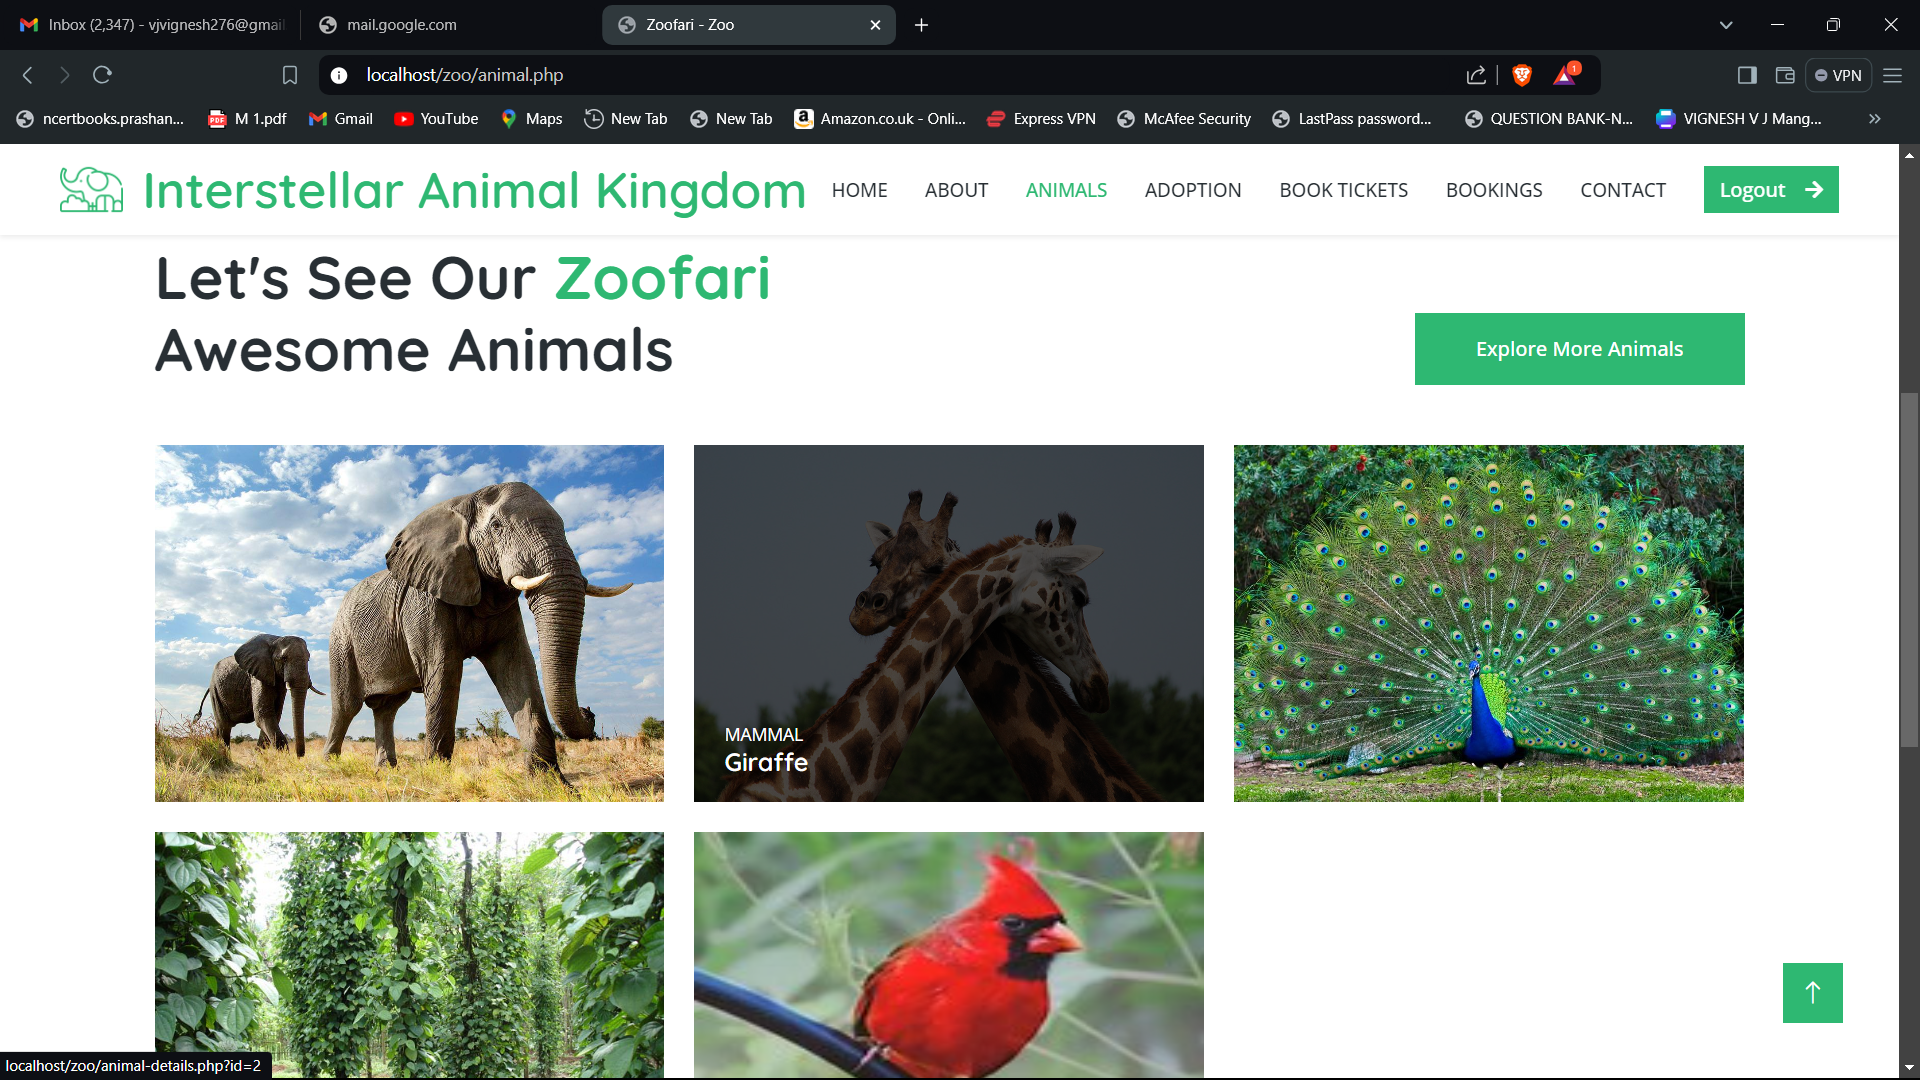 Inbox (2,347) - vjvignesh276@gmail
mail.google.com
Zoofari - Zoo
localhost/zoo/animal.php
1
VPN
ncertbooks.prashan...
PDF
M 1.pdf
Gmail
YouTube
Maps
New Tab
New Tab
Amazon.co.uk - Onli...
Express VPN
McAfee Security
LastPass password...
QUESTION BANK-N...
VIGNESH V J Mang...
Interstellar Animal Kingdom
HOME
ABOUT
ANIMALS
ADOPTION
BOOK TICKETS
BOOKINGS
CONTACT
Logout
Let's See Our Zoofari
Awesome Animals
Explore More Animals
MAMMAL
Giraffe
localhost/zoo/animal-details.php?id=2